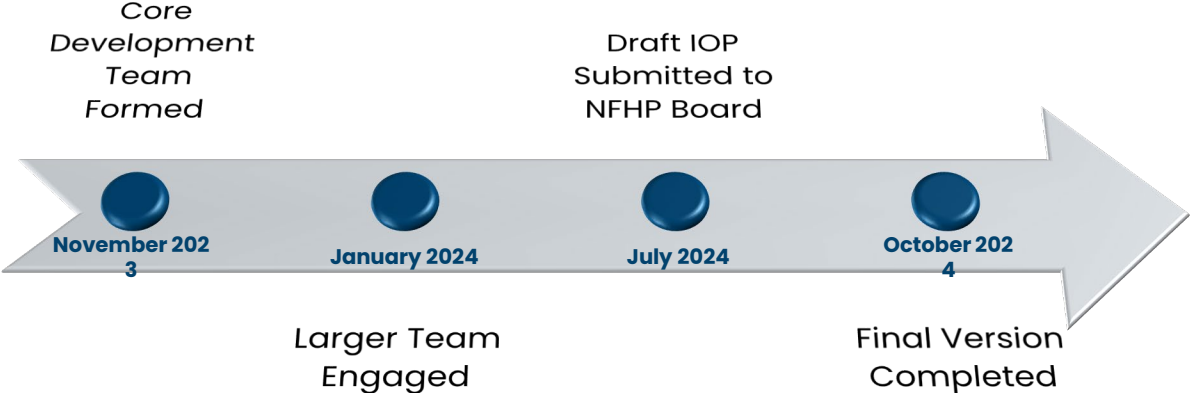 Core
Development
Team
Formed
Draft IOP
Submitted to
NFHP Board
November 202
3
January 2024
July 2024
October 202
4
Larger Team
Engaged
Final Version
Completed